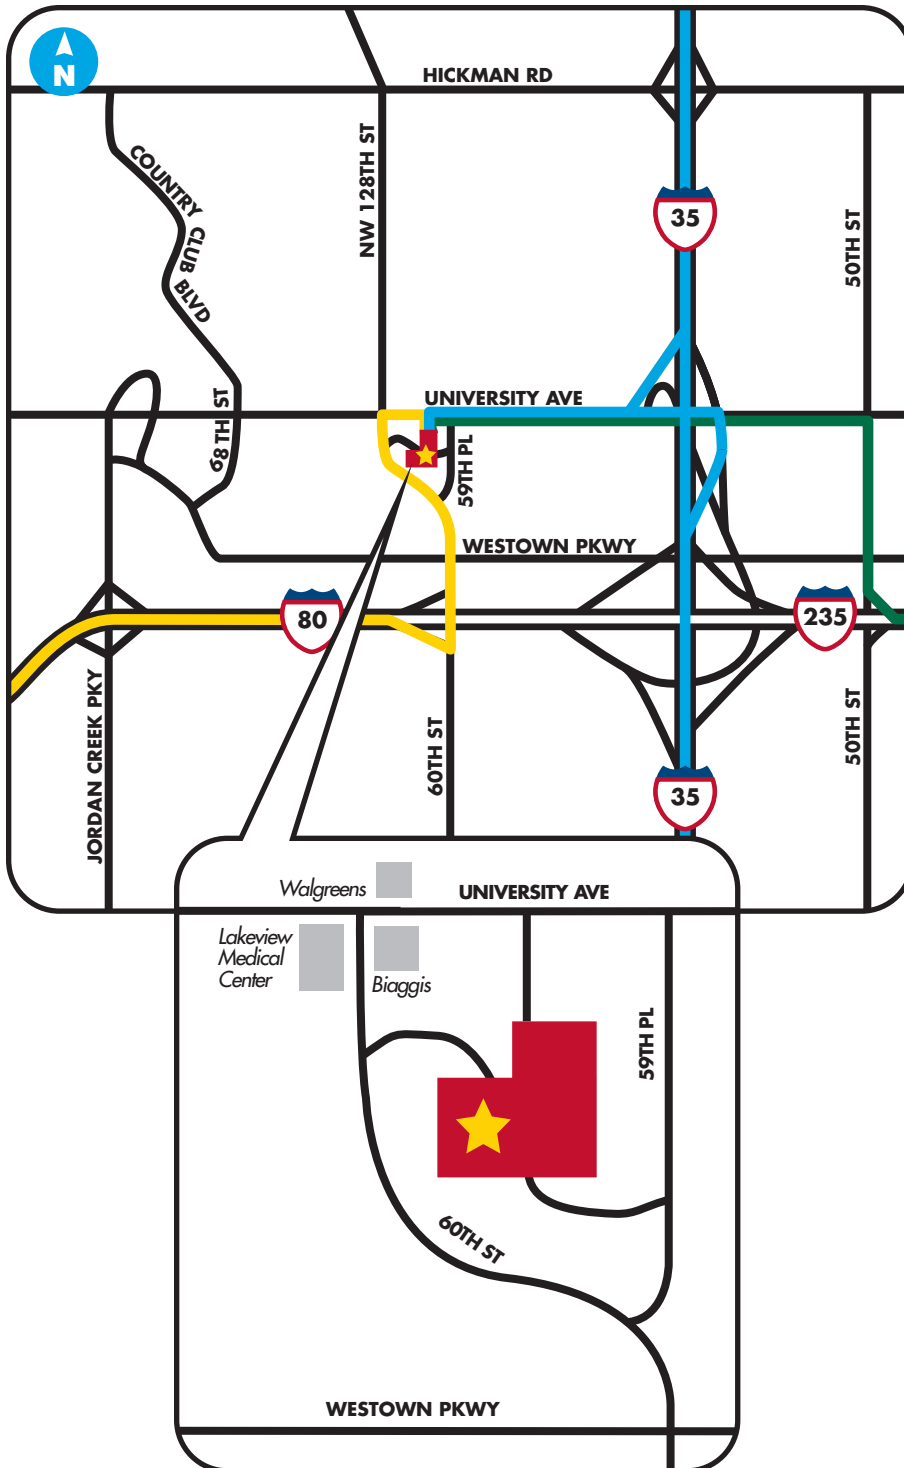 N
HICKMAN RD
COUNTRY CLUB BLVD
NW 128TH ST
35
50TH ST
UNIVERSITY AVE
68TH ST
59TH PL
WESTOWN PKWY
80
235
JORDAN CREEK PKY
60TH ST
50TH ST
35
Walgreens
UNIVERSITY AVE
Lakeview
Medical
Center
Biaggis
59TH PL
60TH ST
WESTOWN PKWY